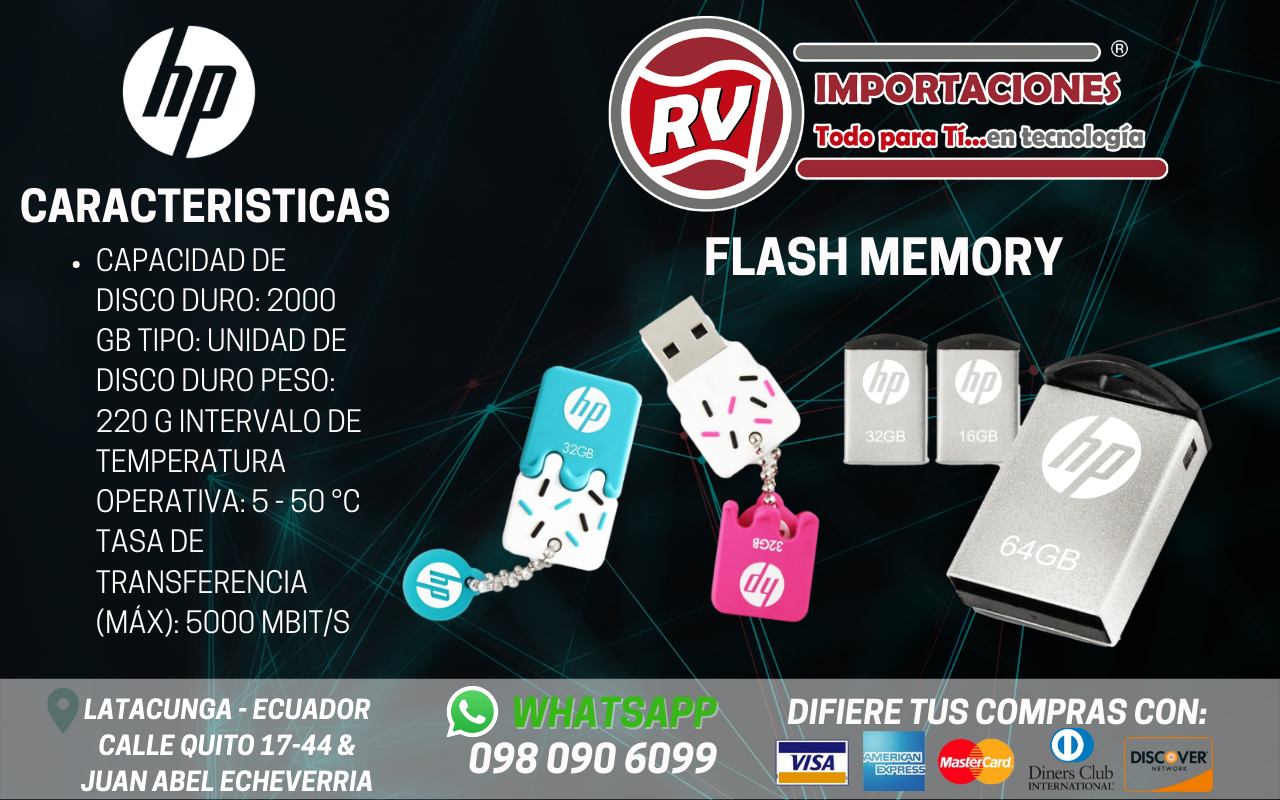 hp
CARACTERISTICAS
• CAPACIDAD DE
DISCO DURO: 2000
GB TIPO: UNIDAD DE
DISCO DURO PESO:
220 G INTERVALO DE
TEMPERATURA
OPERATIVA: 5 - 50 °C
TASA DE
TRANSFERENCIA
(MÁX): 5000 MBIT/S
RV
IMPORTACIONES ®
Todo para Tí...en tecnología
FLASH MEMORY
hp
32GB
hp
32GB
hp
hp
32GB
hp
16GB
hp
64GB
LATACUNGA - ECUADOR
CALLE QUITO 17-44 &
JUAN ABEL ECHEVERRIA
WHATSAPP
098 090 6099
DIFIERE TUS COMPRAS CON:
VISA
AMERICAN
EXPRESS
MasterCard
Diners Club
INTERNATIONAL
DISCOVER
NETWORK